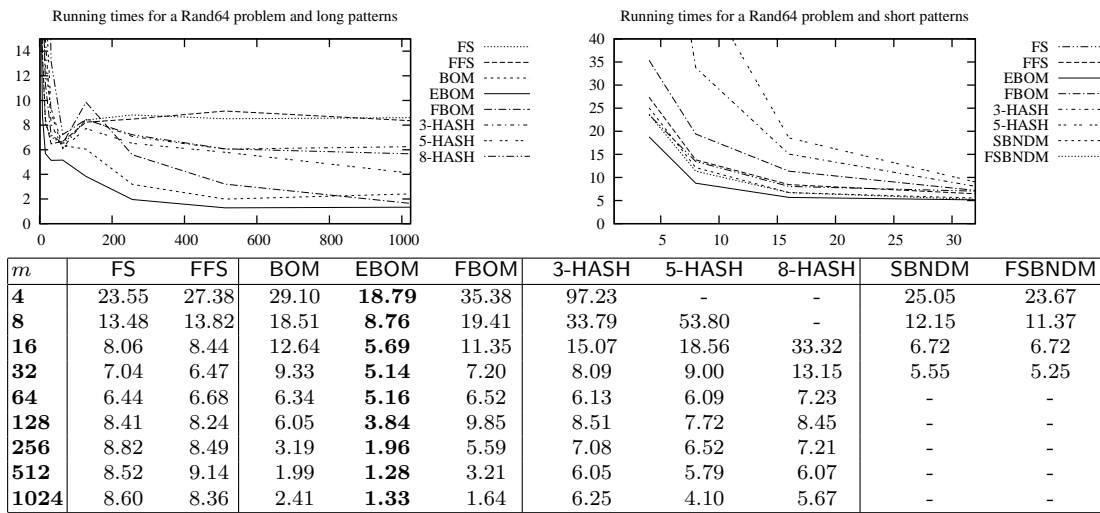 Running times for a Rand64 problem and long patterns
14
12
10
8
6
4
2
0
0 200 400 600 800 1000
FS
FFS
BOM
EBOM
FBOM
3-HASH
5-HASH
8-HASH
Running times for a Rand64 problem and short patterns
40
35
30
25
20
15
10
5
0
5 10 15 20 25 30
FS
FFS
EBOM
FBOM
3-HASH
5-HASH
SBNDM
FSBNDM
m FS FFS BOM EBOM FBOM 3-HASH 5-HASH 8-HASH SBNDM FSBNDM
4 23.55 27.38 29.10 18.79 35.38 97.23 - - 25.05 23.67
8 13.48 13.82 18.51 8.76 19.41 33.79 53.80 - 12.15 11.37
16 8.06 8.44 12.64 5.69 11.35 15.07 18.56 33.32 6.72 6.72
32 7.04 6.47 9.33 5.14 7.20 8.09 9.00 13.15 5.55 5.25
64 6.44 6.68 6.34 5.16 6.52 6.13 6.09 7.23 - -
128 8.41 8.24 6.05 3.84 9.85 8.51 7.72 8.45 - -
256 8.82 8.49 3.19 1.96 5.59 7.08 6.52 7.21 - -
512 8.52 9.14 1.99 1.28 3.21 6.05 5.79 6.07 - -
1024 8.60 8.36 2.41 1.33 1.64 6.25 4.10 5.67 - -